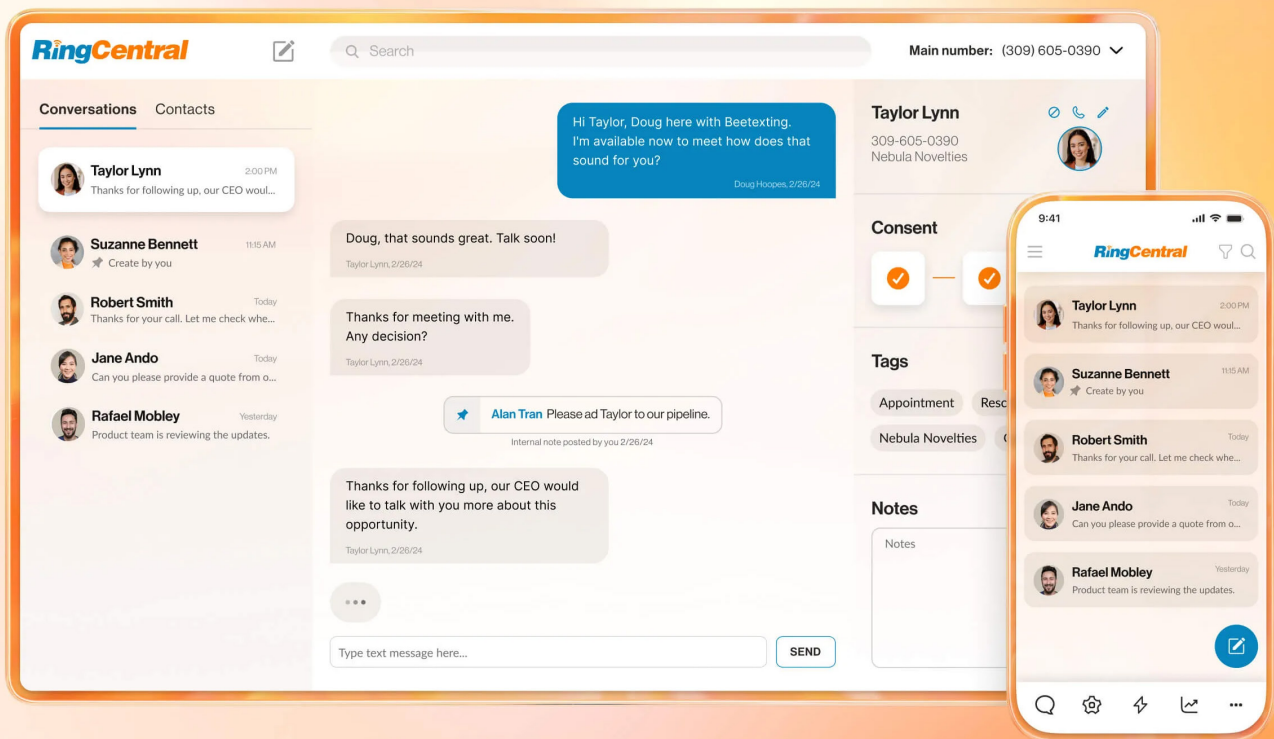 RingCentral
Search
Main number: (309) 605-0390
Conversations Contacts
Taylor Lynn 2:00 PM
Thanks for following up, our CEO woul...
Suzanne Bennett 11:15 AM
Create by you
Robert Smith Today
Thanks for your call. Let me check whe...
Jane Ando Today
Can you please provide a quote from o...
Rafael Mobley Yesterday
Product team is reviewing the updates.
Hi Taylor, Doug here with Beetexting.
I'm available now to meet how does that
sound for you?
Doug Hoopes, 2/26/24
Doug, that sounds great. Talk soon!
Taylor Lynn, 2/26/24
Thanks for meeting with me.
Any decision?
Taylor Lynn, 2/26/24
Alan Tran Please ad Taylor to our pipeline.
Internal note posted by you 2/26/24
Thanks for following up, our CEO would
like to talk with you more about this
opportunity.
Taylor Lynn, 2/26/24
Type text message here...
SEND
Taylor Lynn
309-605-0390
Nebula Novelties
Consent
Tags
Appointment Resc
Nebula Novelties
Notes
Notes
9:41
RingCentral
Taylor Lynn 2:00 PM
Thanks for following up, our CEO woul...
Suzanne Bennett 11:15 AM
Create by you
Robert Smith Today
Thanks for your call. Let me check whe...
Jane Ando Today
Can you please provide a quote from o...
Rafael Mobley Yesterday
Product team is reviewing the updates.